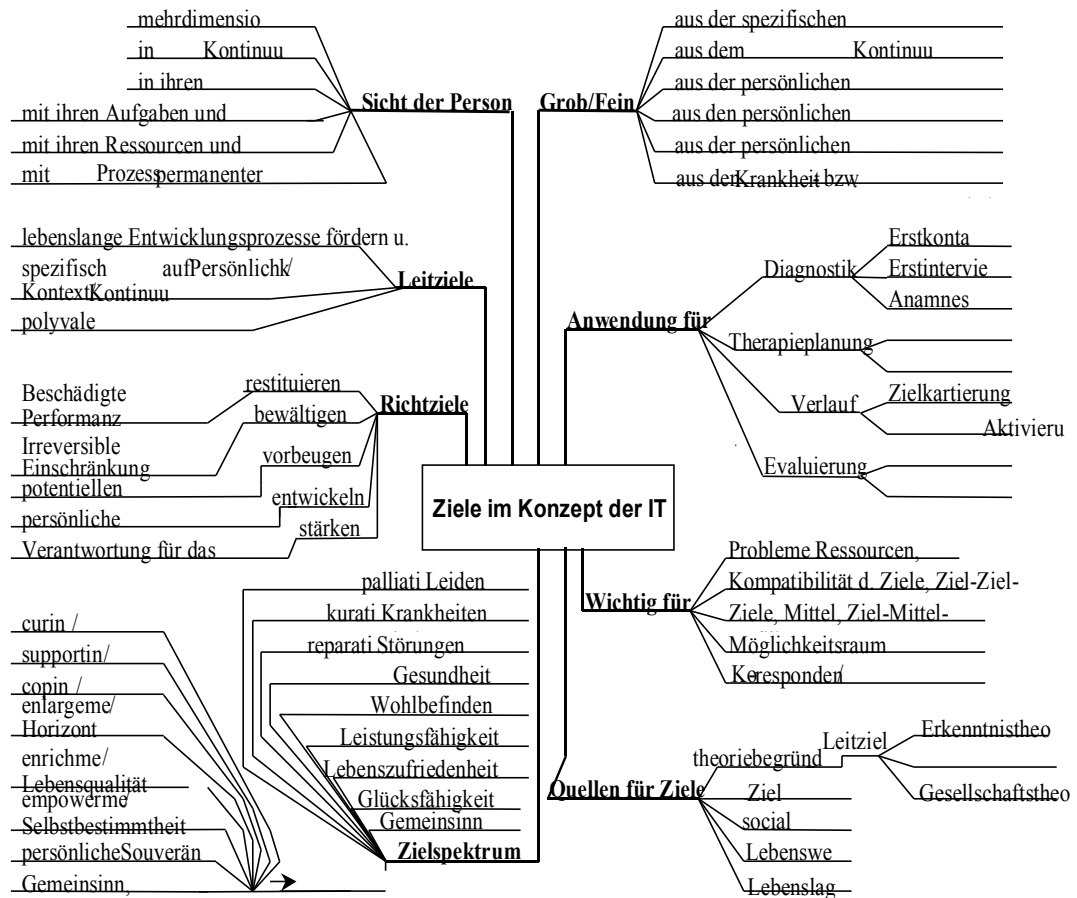 mehrdimensio
in Kontinuu
in ihren
mit ihren Aufgaben und
mit ihren Ressourcen und
mit Prozess permanenter
Sicht der Person
Grob/Fein
aus der spezifischen
aus dem Kontinuu
aus der persönlichen
aus den persönlichen
aus der persönlichen
aus der Krankheit bzw
lebenslange Entwicklungsprozesse fördern u.
spezifisch auf Persönlichk/
Kontext/Kontinuu
polyvale
Leitziele
Anwendung für
Diagnostik
Erstkonta
Erstintervie
Anamnes
Therapieplanung
Verlauf
Zielkartierung
Aktivieru
Evaluierung
Beschädigte
Performanz
restituieren
Irreversible
Einschränkung
bewältigen
potentiellen
vorbeugen
persönliche
entwickeln
Verantwortung für das
stärken
Richtziele
Ziele im Konzept der IT
Wichtig für
Probleme Ressourcen,
Kompatibilität d. Ziele, Ziel-Ziel-
Ziele, Mittel, Ziel-Mittel-
Möglichkeitsraum
Ko-responden/
palliati Leiden
kurati Krankheiten
reparati Störungen
Gesundheit
Wohlbefinden
Leistungsfähigkeit
Lebenszufriedenheit
Glücksfähigkeit
Gemeinsinn
Zielspektrum
curin /
supportin/
copin /
enlargeme/
Horizont
enrichme/
Lebensqualität
empowerme/
Selbstbestimmtheit
persönlicheSouverän
Gemeinsinn,
Quellen für Ziele
theoriebegründ
Leitziel
Erkenntnistheo
Gesellschaftstheo
Ziel
social
Lebenswe
Lebenslag